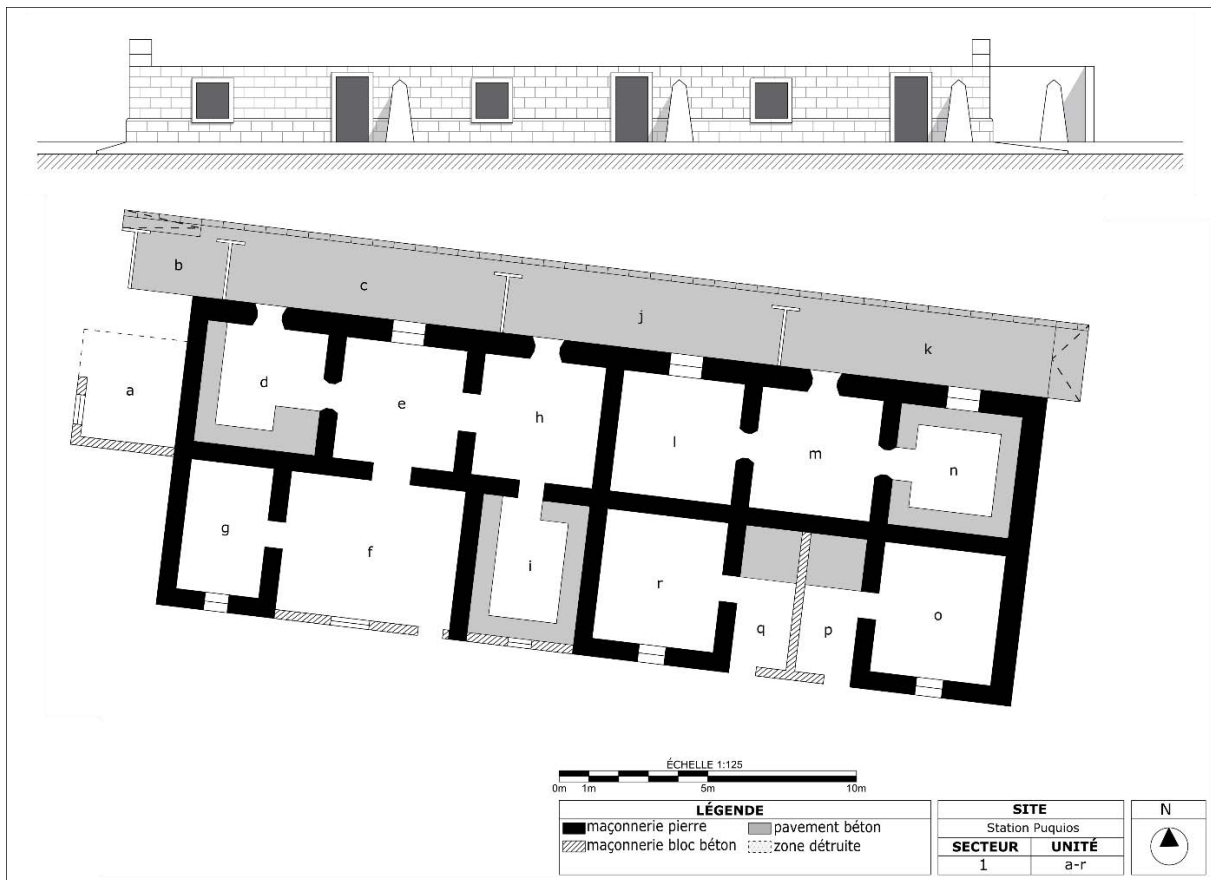 b
c
j
k
a
d
e
h
l
m
n
g
f
i
r
q
p
o
ÉCHELLE 1:125
0m 1m 5m 10m
LÉGENDE
maçonnerie pierre pavement béton
maçonnerie bloc béton zone détruite
SITE
Station Puquios
SECTEUR UNITÉ
1 a-r
N